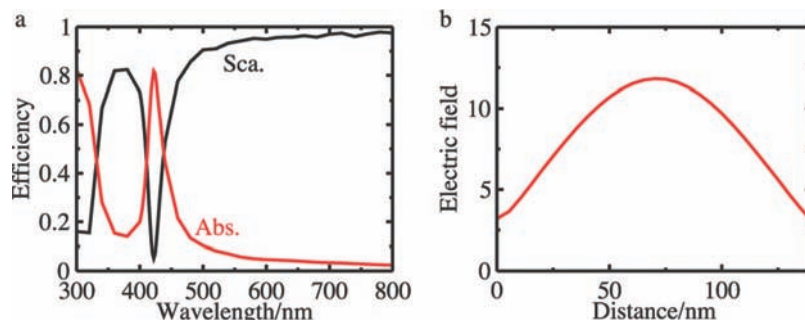 a
1
0.8
0.6
0.4
0.2
0
Efficiency
Sca.
Abs.
300 400 500 600 700 800
Wavelength/nm
b
15
10
5
0
Electric field
0 50 100
Distance/nm